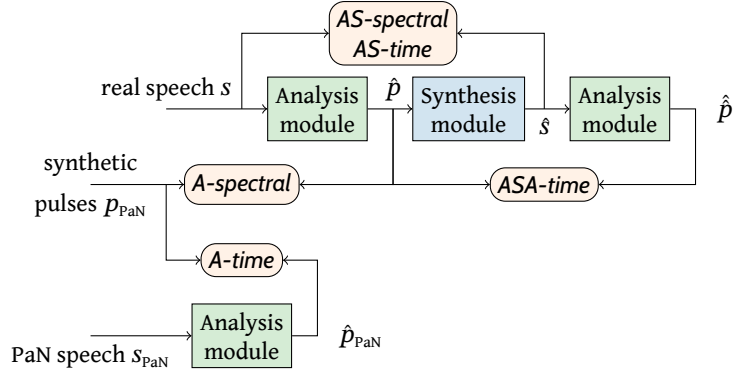 AS-spectral
AS-time
real speech s
Analysis
module
p̂
Synthesis
module
ŝ
Analysis
module
p̂̂
synthetic
pulses p_PaN
A-spectral
ASA-time
A-time
PaN speech s_PaN
Analysis
module
p̂_PaN